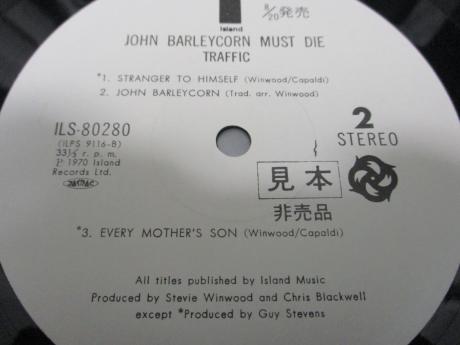 Island
8/20発売
JOHN BARLEYCORN MUST DIE
TRAFFIC
*1. STRANGER TO HIMSELF (Winwood/Capaldi)
2. JOHN BARLEYCORN (Trad. arr. Winwood)
ILS-80280
(ILPS 9116-B)
33⅓ r. p. m.
℗ 1970 Island
Records Ltd.
2
STEREO
見本
非売品
*3. EVERY MOTHER'S SON (Winwood/Capaldi)
All titles published by Island Music
Produced by Stevie Winwood and Chris Blackwell
except *Produced by Guy Stevens